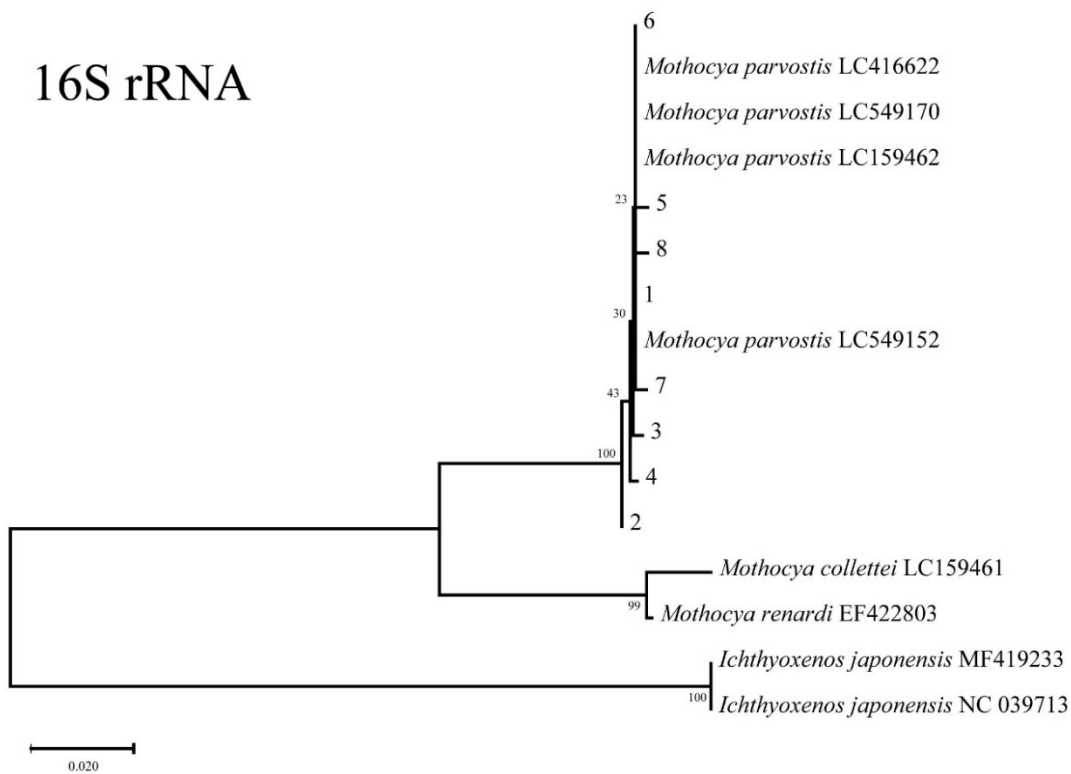 6
16S rRNA
Mothocya parvostis LC416622
Mothocya parvostis LC549170
Mothocya parvostis LC159462
23
5
8
1
30
Mothocya parvostis LC549152
7
43
3
100
4
2
Mothocya collettei LC159461
99
Mothocya renardi EF422803
Ichthyoxenos japonensis MF419233
100
Ichthyoxenos japonensis NC 039713
0.020